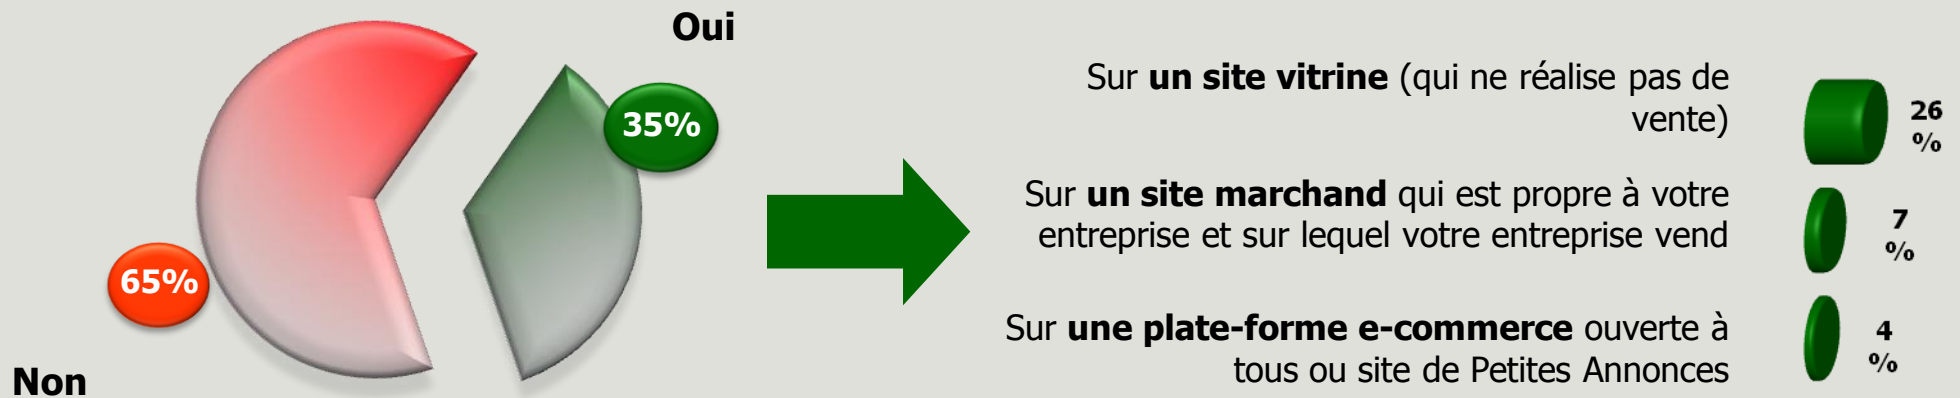 Oui
35%
65%
Non
Sur un site vitrine (qui ne réalise pas de
vente)
26
%
Sur un site marchand qui est propre à votre
entreprise et sur lequel votre entreprise vend
7
%
Sur une plate-forme e-commerce ouverte à
tous ou site de Petites Annonces
4
%